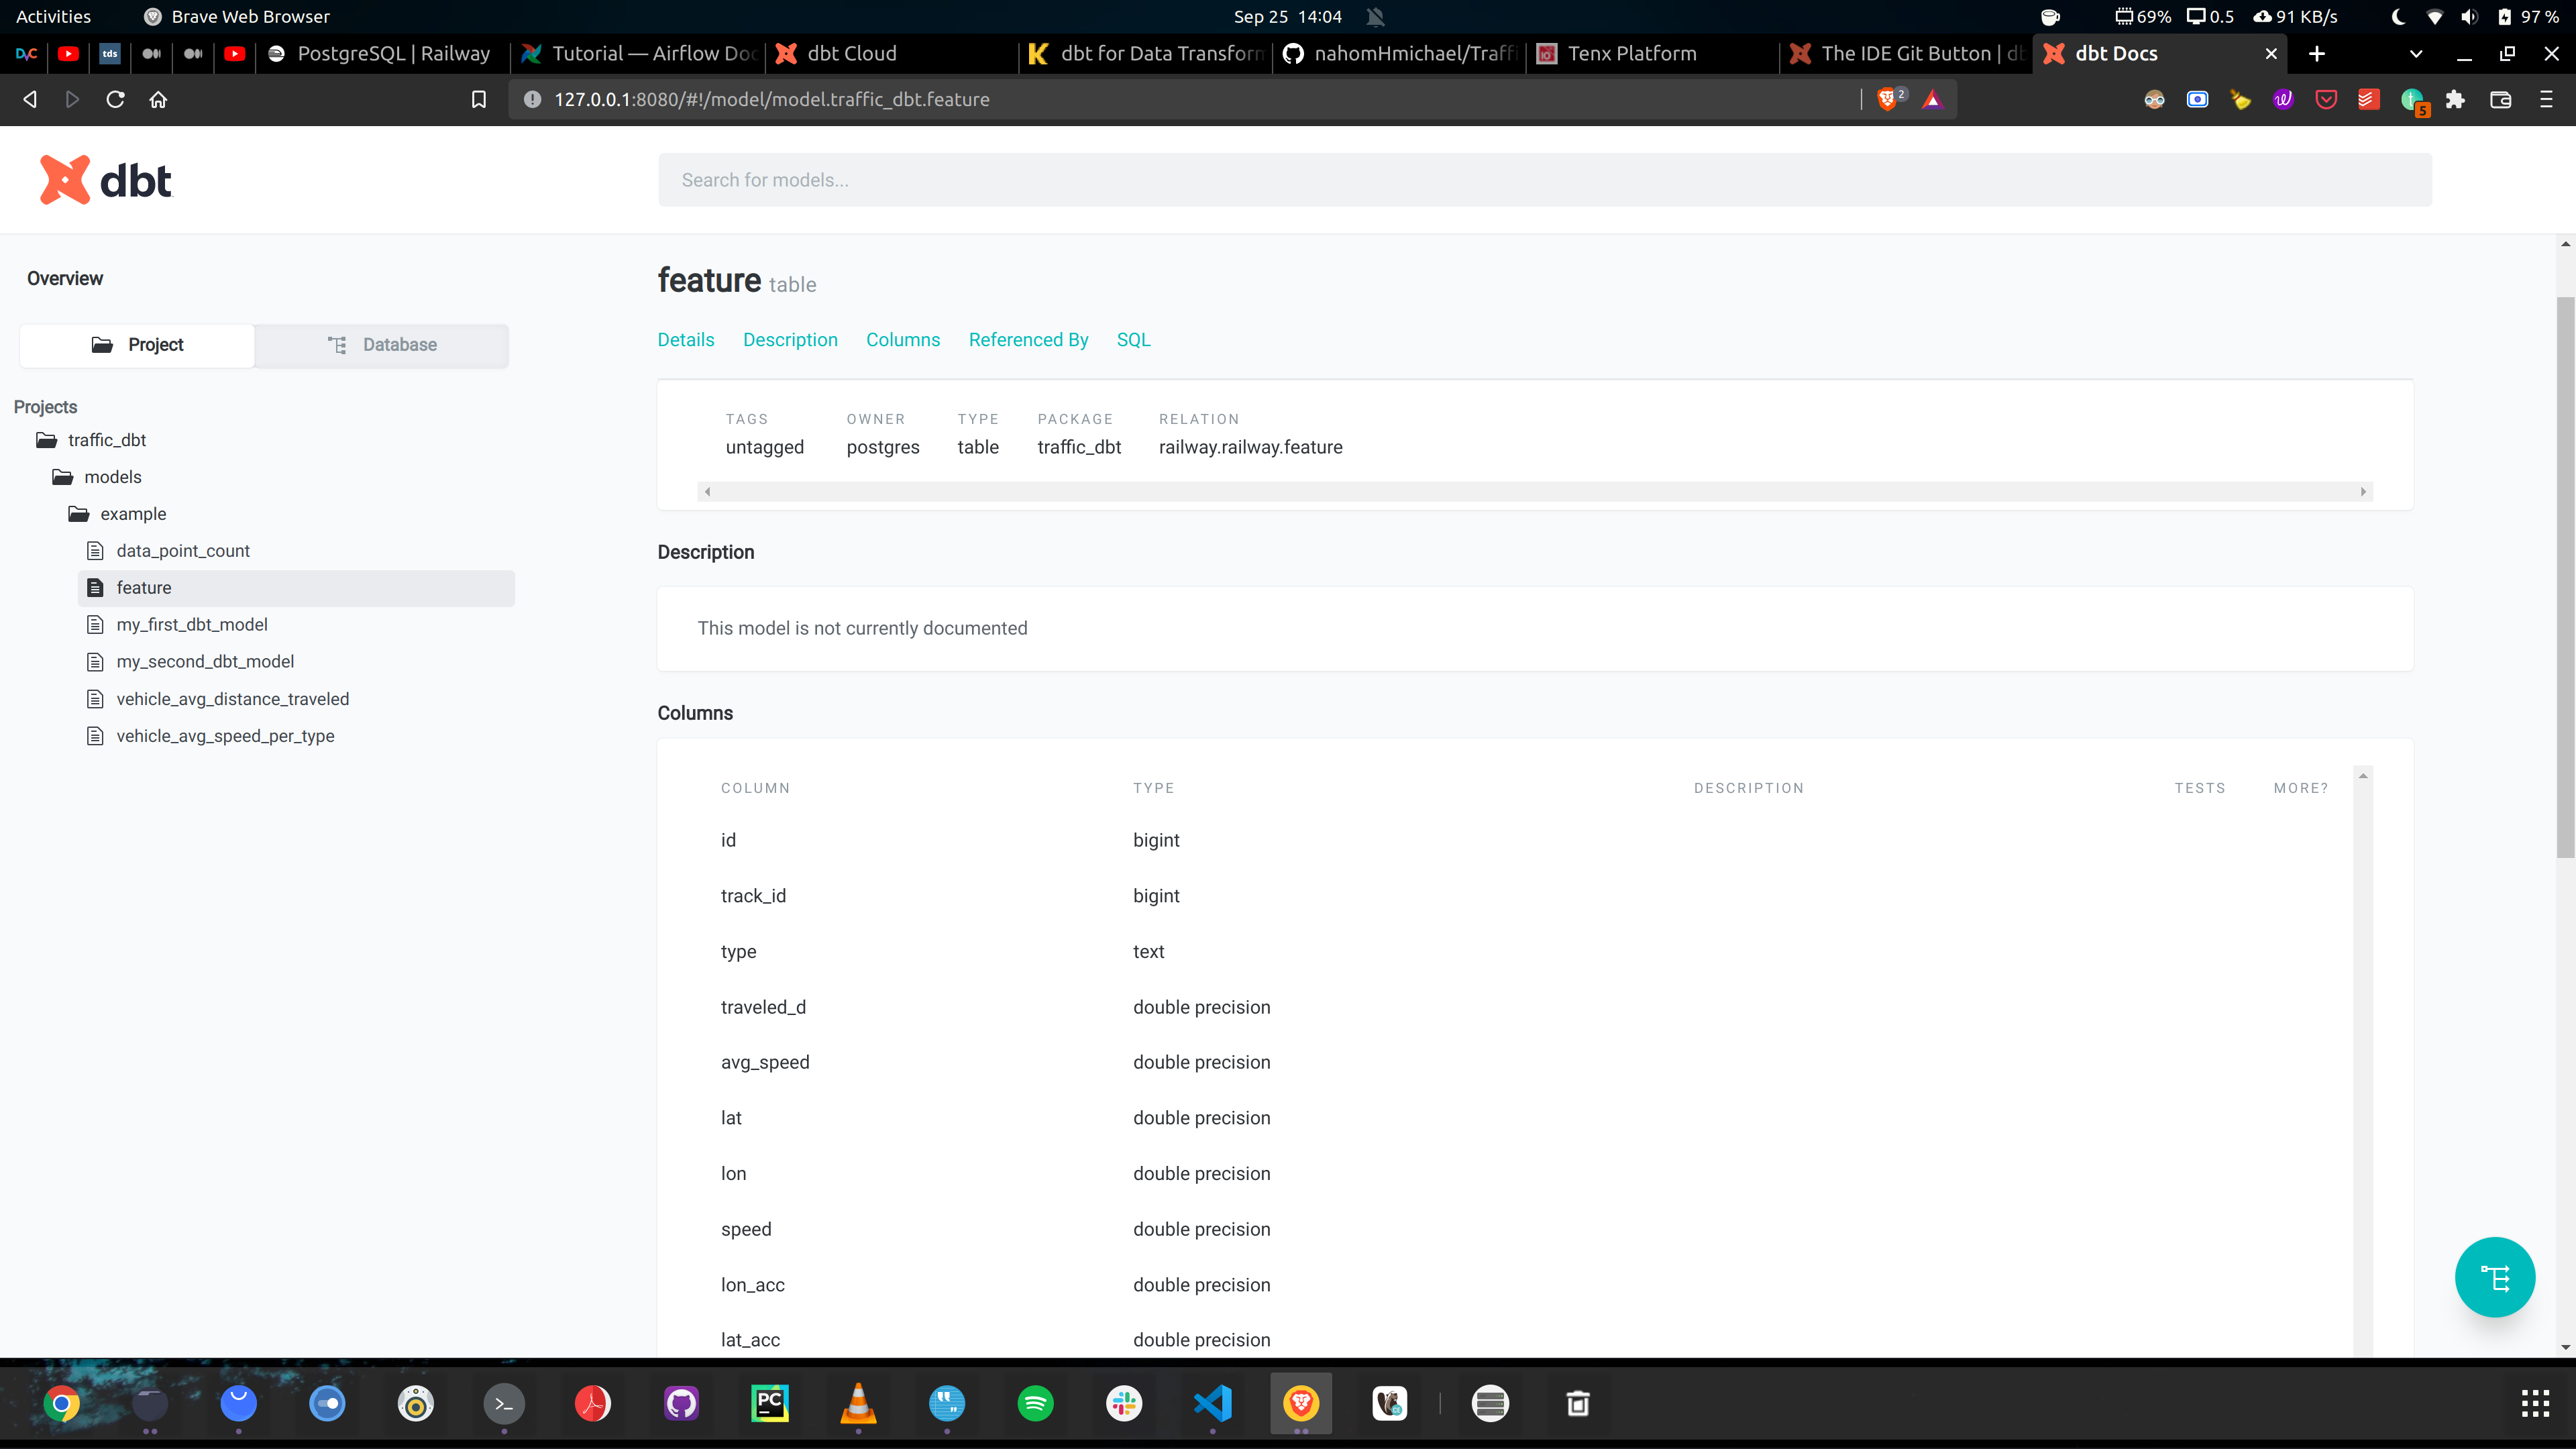 Activities Brave Web Browser Sep 25 14:04 69% 0.5 91 KB/s 97 %
DVC tds PostgreSQL | Railway Tutorial — Airflow Doc dbt Cloud dbt for Data Transform nahomHmichael/Traffi Tenx Platform The IDE Git Button | db dbt Docs
127.0.0.1:8080/#!/model/model.traffic_dbt.feature 2 5
dbt Search for models...
Overview
Project Database
Projects
traffic_dbt
models
example
data_point_count
feature
my_first_dbt_model
my_second_dbt_model
vehicle_avg_distance_traveled
vehicle_avg_speed_per_type
feature table
Details Description Columns Referenced By SQL
TAGS OWNER TYPE PACKAGE RELATION
untagged postgres table traffic_dbt railway.railway.feature
Description
This model is not currently documented
Columns
COLUMN TYPE DESCRIPTION TESTS MORE?
id bigint
track_id bigint
type text
traveled_d double precision
avg_speed double precision
lat double precision
lon double precision
speed double precision
lon_acc double precision
lat_acc double precision
PC